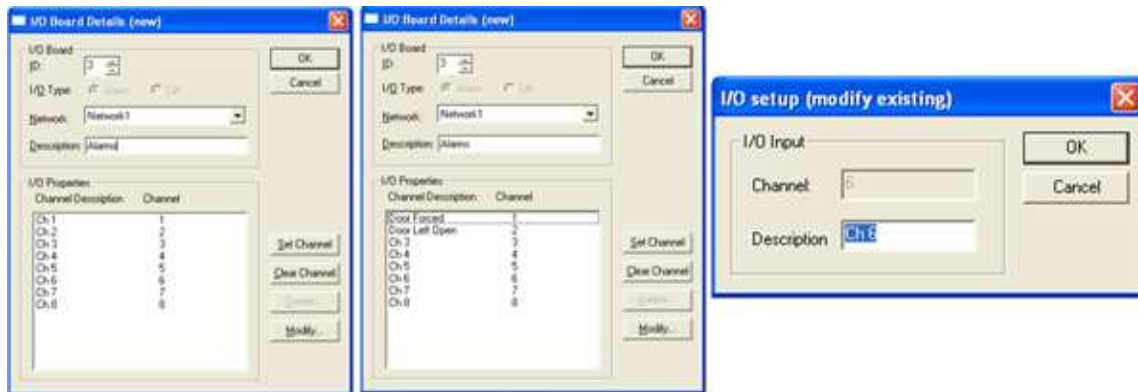 I/O Board Details (new)
I/O Board
ID: 3
I/O Type: Alarm Lift
Network: Network1
Description: Alarms
OK
Cancel
I/O Properties
Channel Description Channel
Ch 1 1
Ch 2 2
Ch 3 3
Ch 4 4
Ch 5 5
Ch 6 6
Ch 7 7
Ch 8 8
Set Channel
Clear Channel
Modify...
I/O Board Details (new)
I/O Board
ID: 3
I/O Type:
Network: Network1
Description: Alarms
OK
Cancel
I/O Properties
Channel Description Channel
Door Forced 1
Door Left Open 2
Ch 3 3
Ch 4 4
Ch 5 5
Ch 6 6
Ch 7 7
Ch 8 8
Set Channel
Clear Channel
Modify...
I/O setup (modify existing)
I/O Input
Channel: 6
Description Ch 6
OK
Cancel